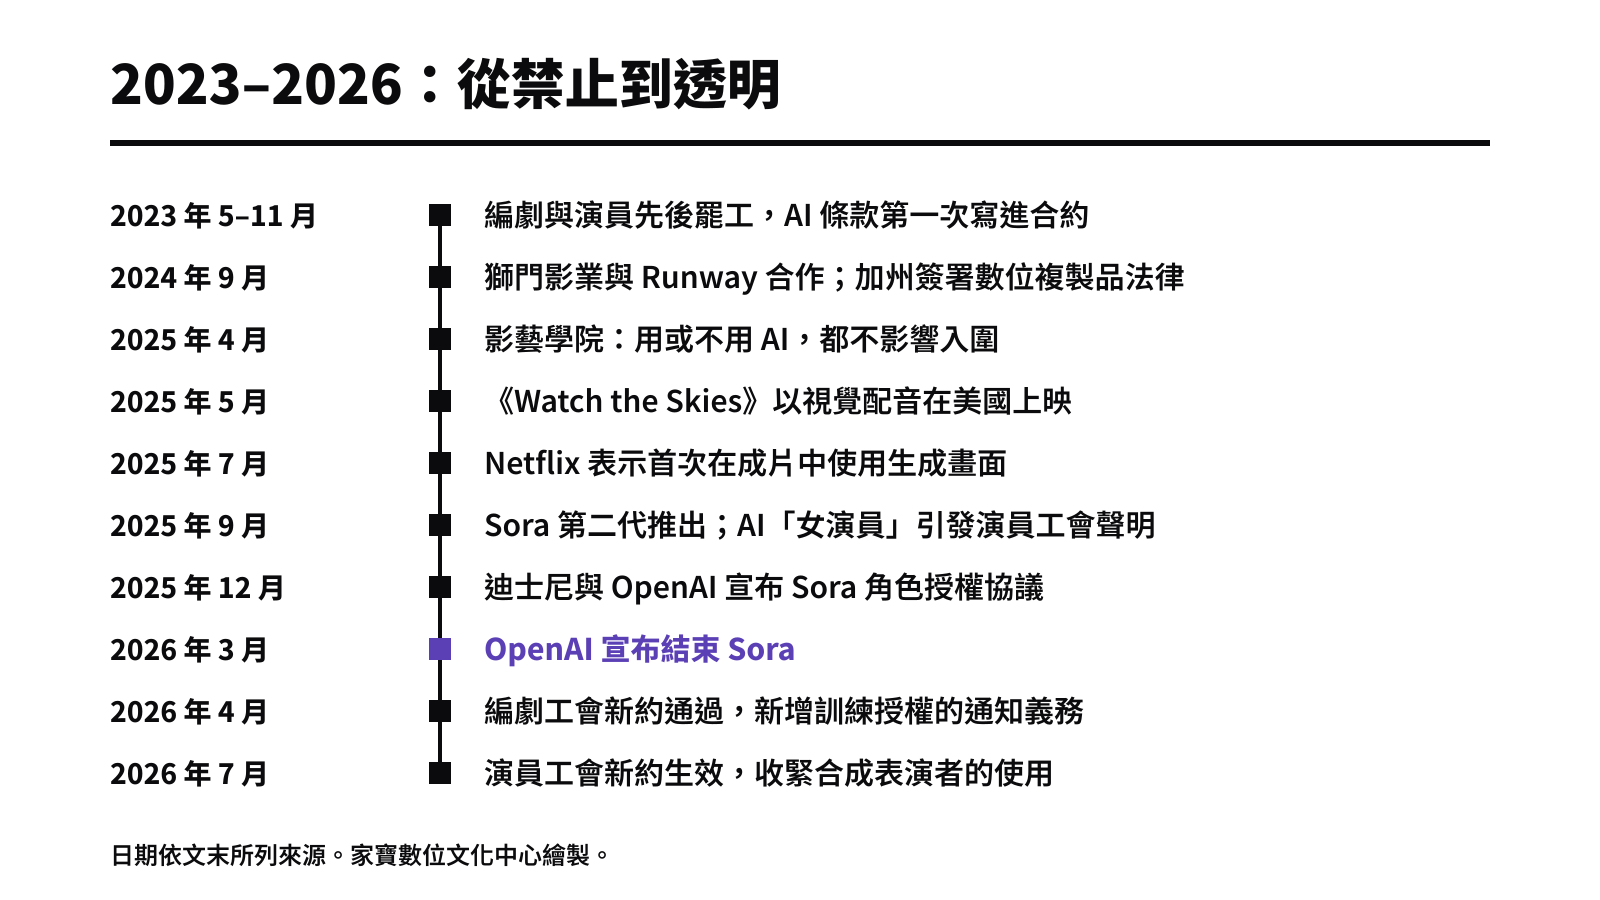 2023–2026：從禁止到透明
2023 年 5–11 月 編劇與演員先後罷工，AI 條款第一次寫進合約
2024 年 9 月 獅門影業與 Runway 合作；加州簽署數位複製品法律
2025 年 4 月 影藝學院：用或不用 AI，都不影響入圍
2025 年 5 月 《Watch the Skies》以視覺配音在美國上映
2025 年 7 月 Netflix 表示首次在成片中使用生成畫面
2025 年 9 月 Sora 第二代推出；AI「女演員」引發演員工會聲明
2025 年 12 月 迪士尼與 OpenAI 宣布 Sora 角色授權協議
2026 年 3 月 OpenAI 宣布結束 Sora
2026 年 4 月 編劇工會新約通過，新增訓練授權的通知義務
2026 年 7 月 演員工會新約生效，收緊合成表演者的使用
日期依文末所列來源。家寶數位文化中心繪製。